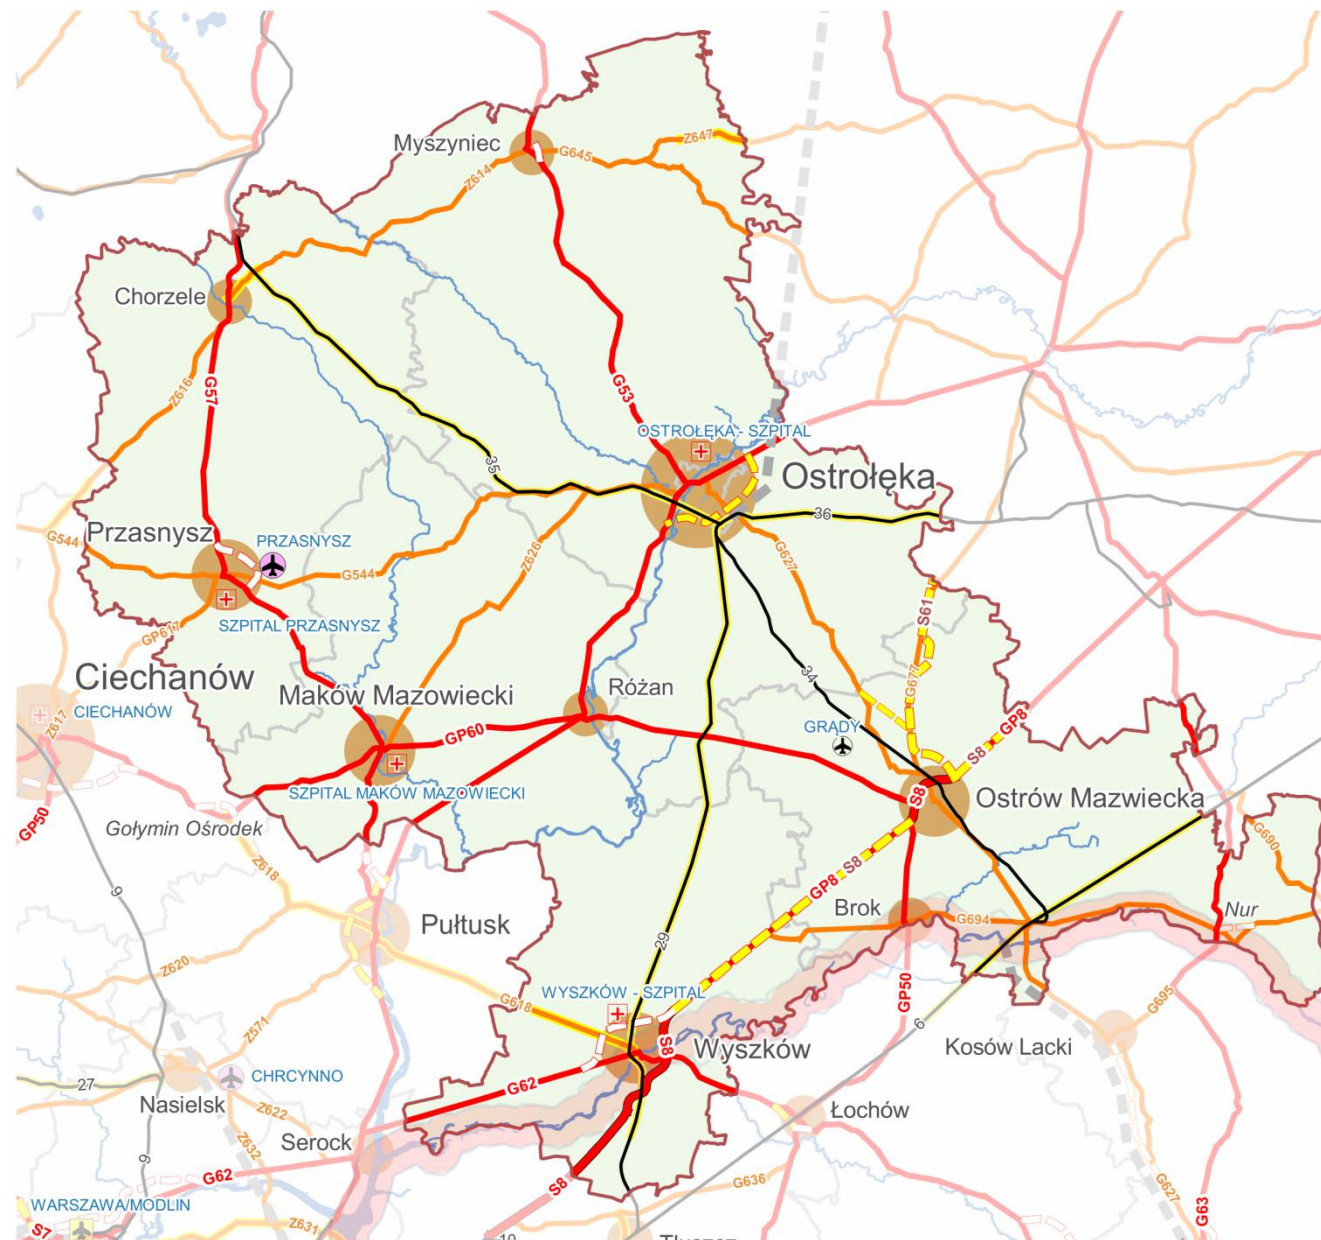 Z647
Myszyniec
G645
Z614
Chorzele
G57
Z616
G53
OSTROŁĘKA - SZPITAL
35
Ostrołęka
36
Przasnysz
PRZASNYSZ
G544
G544
Z626
G627
SZPITAL PRZASNYSZ
GP617
S61
Ciechanów
CIECHANÓW
Z617
Maków Mazowiecki
Różan
34
G677
GP60
GRĄDY
S8
GP8
SZPITAL MAKÓW MAZOWIECKI
S8
Ostrów Mazwiecka
GP50
Gołymin Ośrodek
G690
Z618
9
GP8
S8
Brok
G694
Nur
Pułtusk
29
Z620
WYSZKÓW - SZPITAL
G618
GP50
G695
Z571
6
S8
Wyszków
Kosów Lacki
27
CHRCYNNO
G62
Nasielsk
Z622
Łochów
Z632
Serock
9
G62
S8
G636
G627
WARSZAWA/MODLIN
S7
Z631
G63
10
Tłuszcz